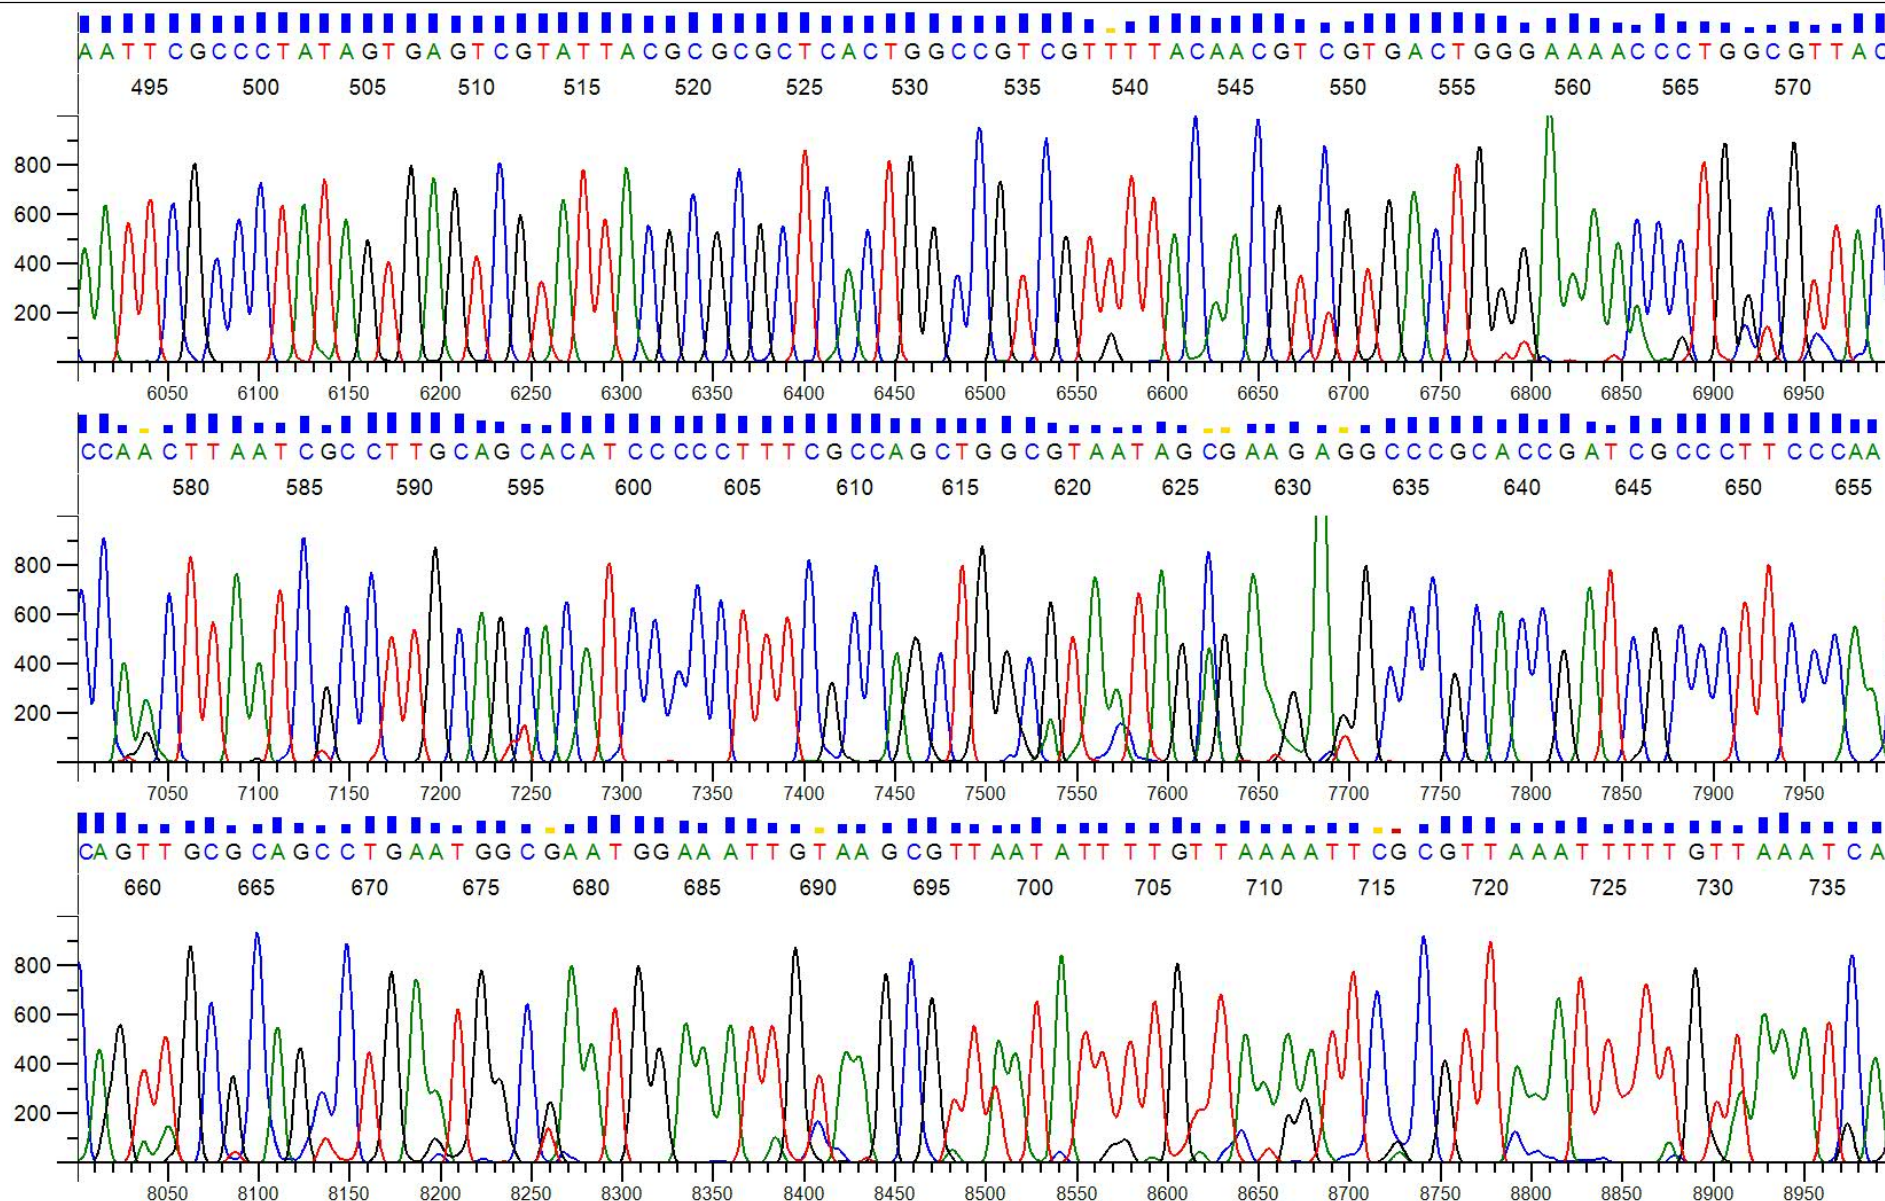 AATTCGCCCTATAGTGAGTCGTATTACGCGCGCTCACTGGCCGTCGTTTTACAACGTCGTGACTGGGAAAACCCTGGCGTTAC
495 500 505 510 515 520 525 530 535 540 545 550 555 560 565 570
800
600
400
200
6050 6100 6150 6200 6250 6300 6350 6400 6450 6500 6550 6600 6650 6700 6750 6800 6850 6900 6950
CCAACTTAATCGCCTTGCAGCACATCCCCCTTTCGCCAGCTGGCGTAATAGCGAAGAGGCCCGCACCGATCGCCCTTCCCAA
580 585 590 595 600 605 610 615 620 625 630 635 640 645 650 655
800
600
400
200
7050 7100 7150 7200 7250 7300 7350 7400 7450 7500 7550 7600 7650 7700 7750 7800 7850 7900 7950
CAGTTGCGCAGCCTGAATGGCGAATGGAAATTGTAAGCGTTAATATTTTGTTAAAATTCGCGTTAAATTTTTGTTAAATCA
660 665 670 675 680 685 690 695 700 705 710 715 720 725 730 735
800
600
400
200
8050 8100 8150 8200 8250 8300 8350 8400 8450 8500 8550 8600 8650 8700 8750 8800 8850 8900 8950